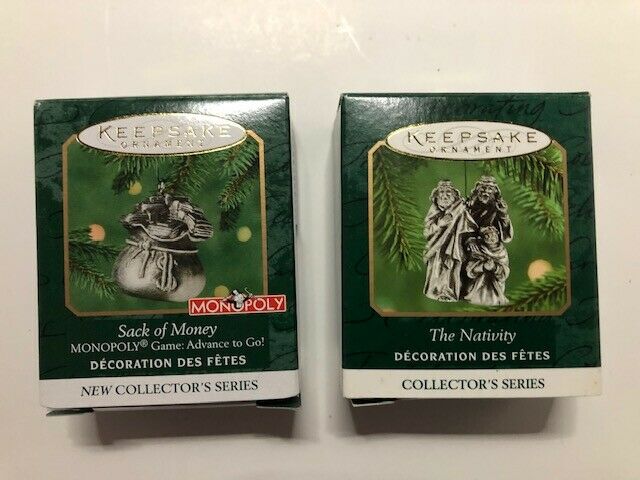 KEEPSAKE
ORNAMENT
MONOPOLY
Sack of Money
MONOPOLY® Game: Advance to Go!
DÉCORATION DES FÊTES
NEW COLLECTOR'S SERIES
KEEPSAKE
ORNAMENT
The Nativity
DÉCORATION DES FÊTES
COLLECTOR'S SERIES